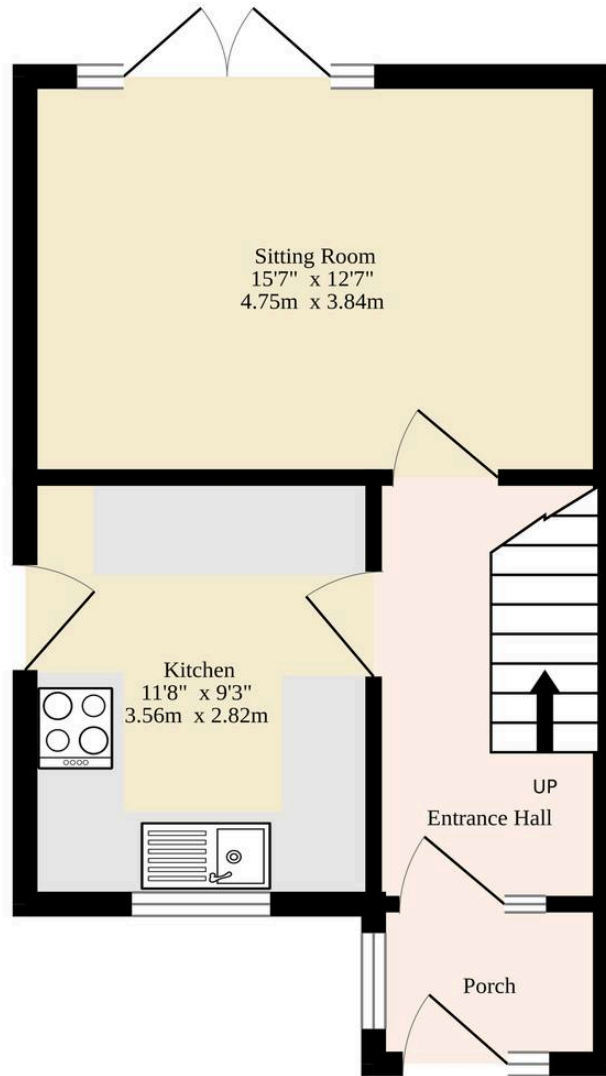 Sitting Room
15'7" x 12'7"
4.75m x 3.84m
Kitchen
11'8" x 9'3"
3.56m x 2.82m
UP
Entrance Hall
Porch